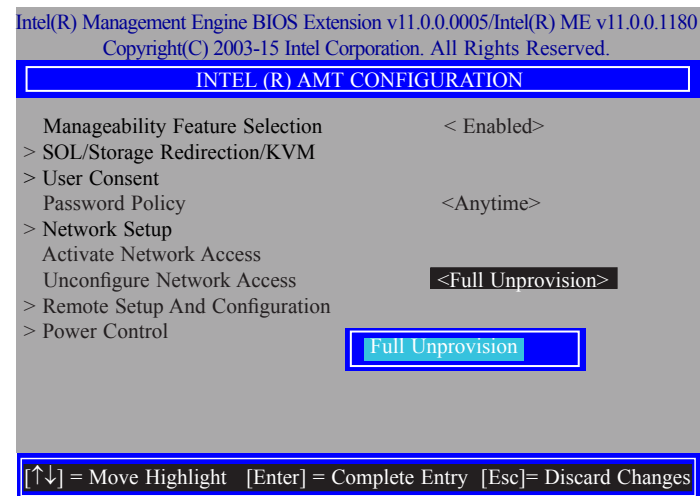 Intel(R) Management Engine BIOS Extension v11.0.0.0005/Intel(R) ME v11.0.0.1180
Copyright(C) 2003-15 Intel Corporation. All Rights Reserved.
INTEL (R) AMT CONFIGURATION
Manageability Feature Selection < Enabled>
> SOL/Storage Redirection/KVM
> User Consent
Password Policy <Anytime>
> Network Setup
Activate Network Access
Unconfigure Network Access <Full Unprovision>
> Remote Setup And Configuration
> Power Control
Full Unprovision
[↑↓] = Move Highlight [Enter] = Complete Entry [Esc]= Discard Changes